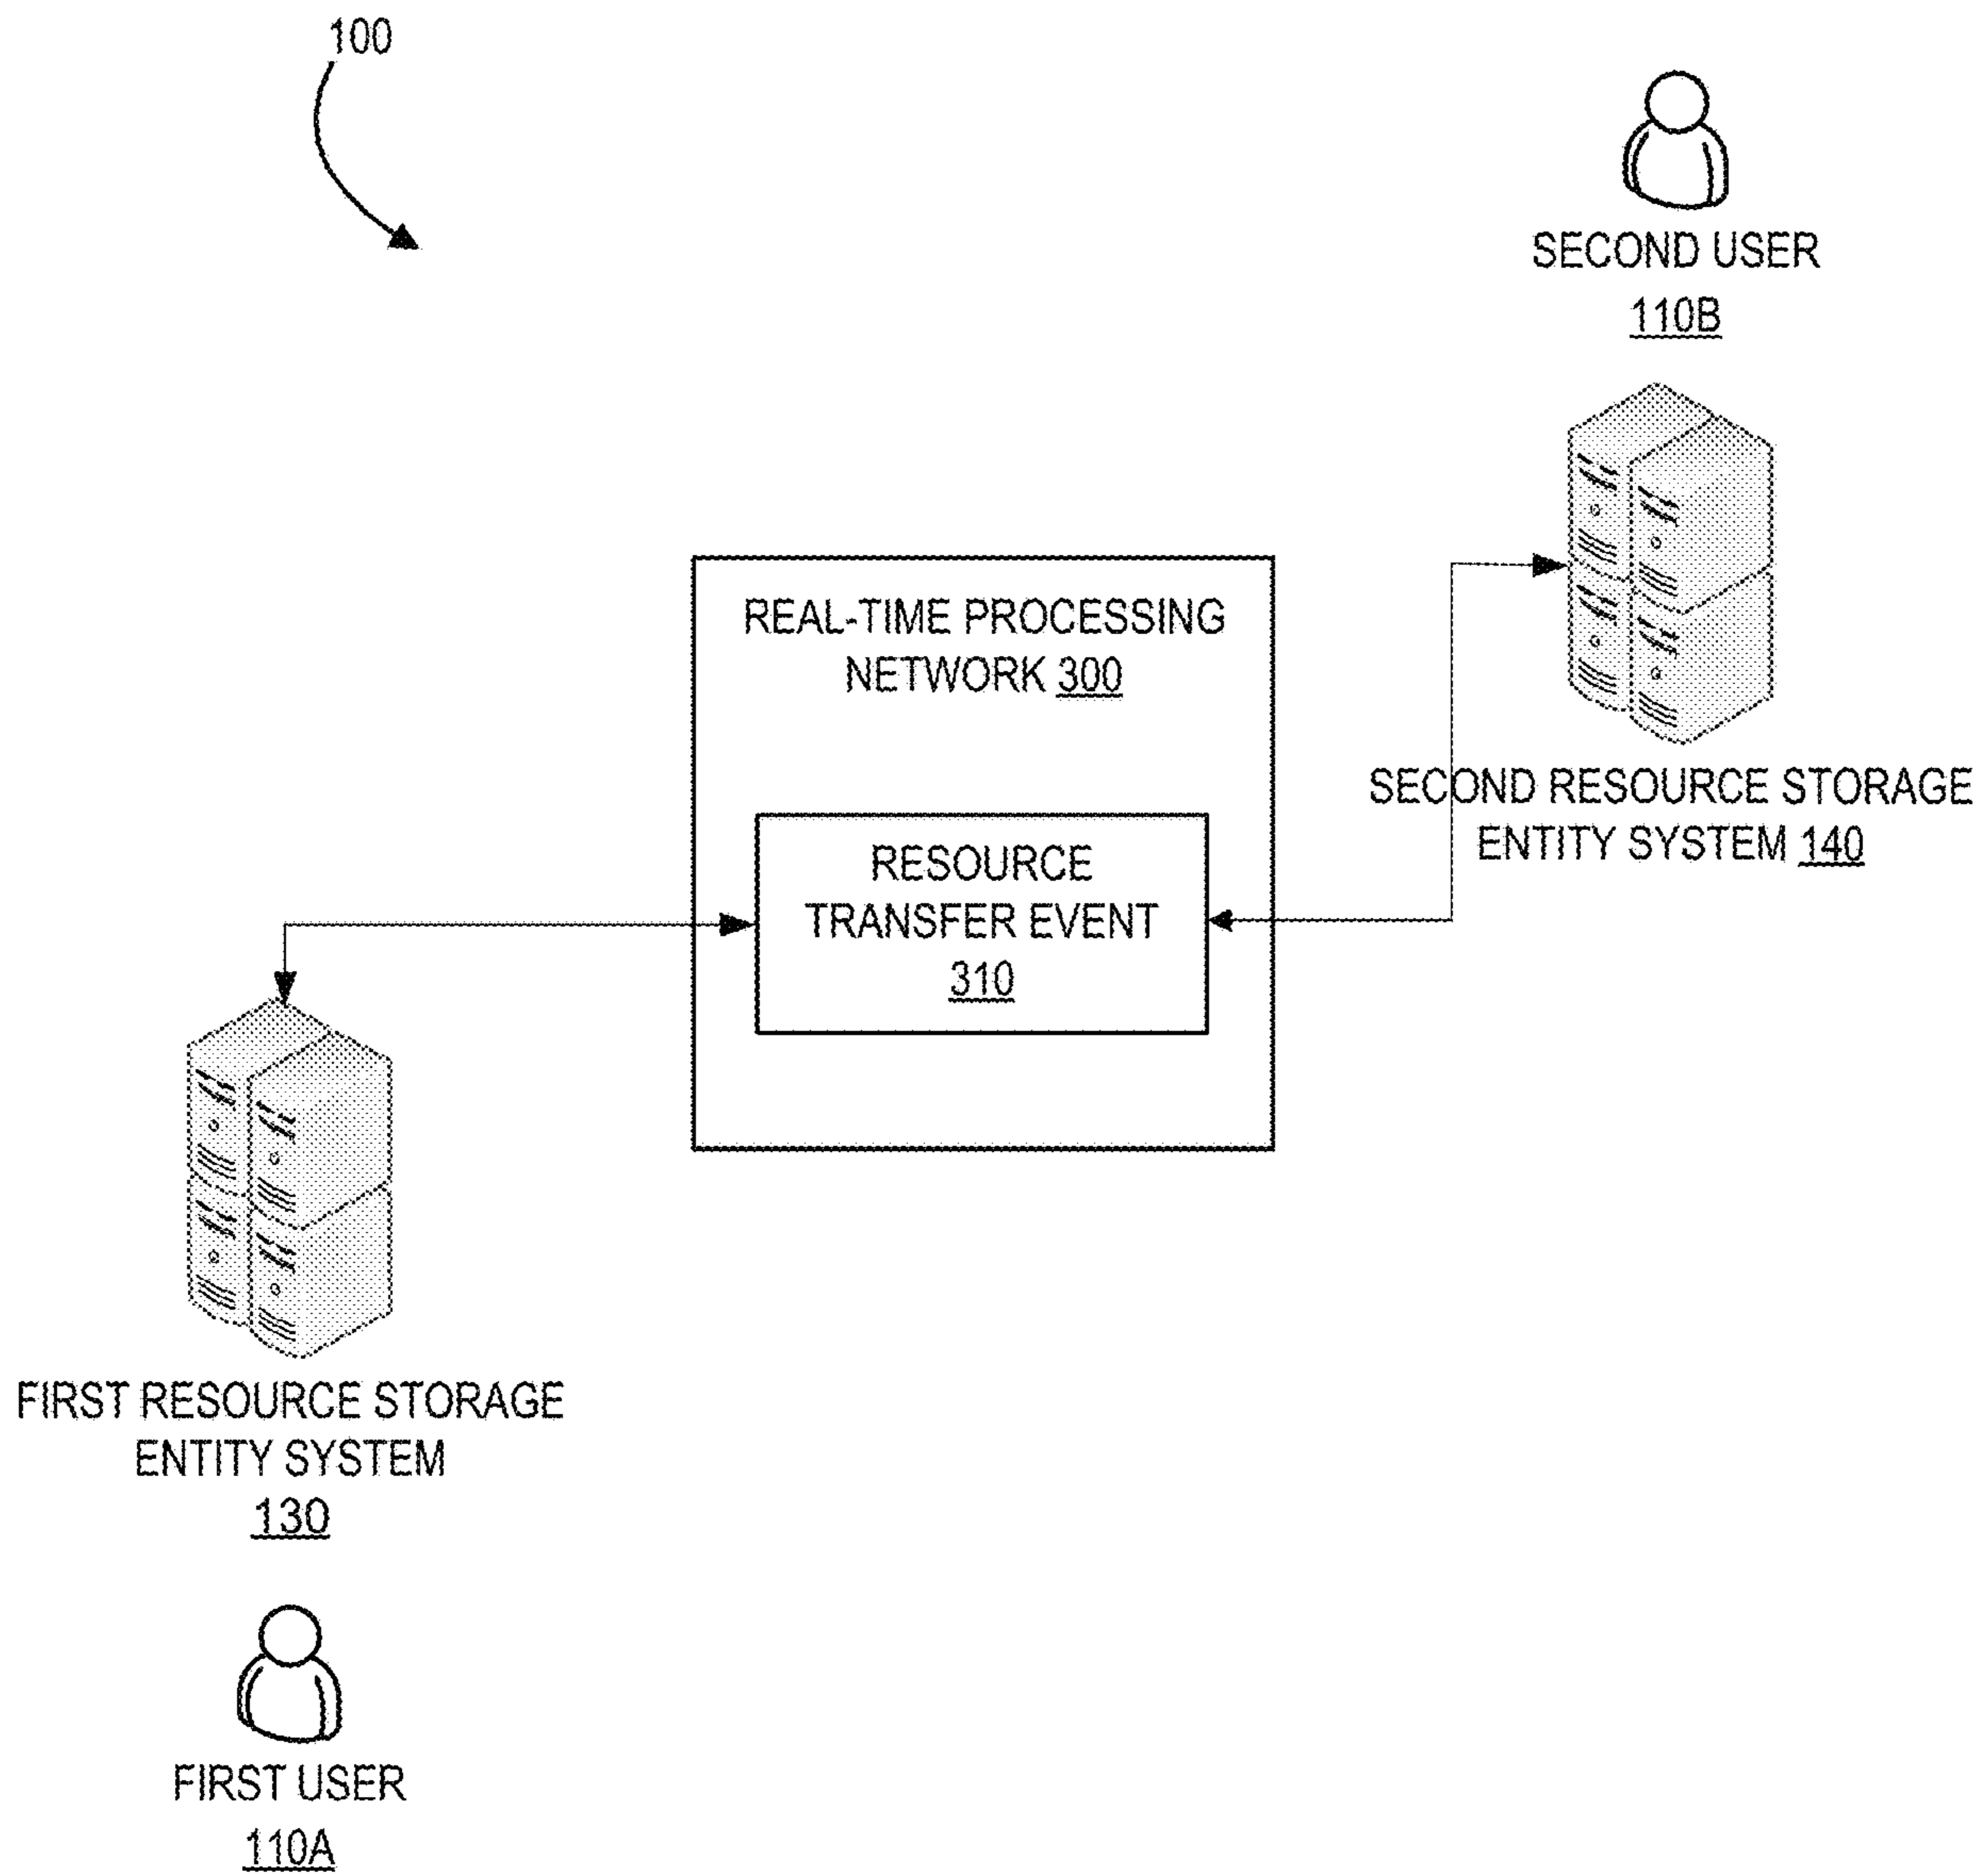 100
SECOND USER
110B
REAL-TIME PROCESSING
NETWORK 300
SECOND RESOURCE STORAGE
ENTITY SYSTEM 140
RESOURCE
TRANSFER EVENT
310
FIRST RESOURCE STORAGE
ENTITY SYSTEM
130
FIRST USER
110A